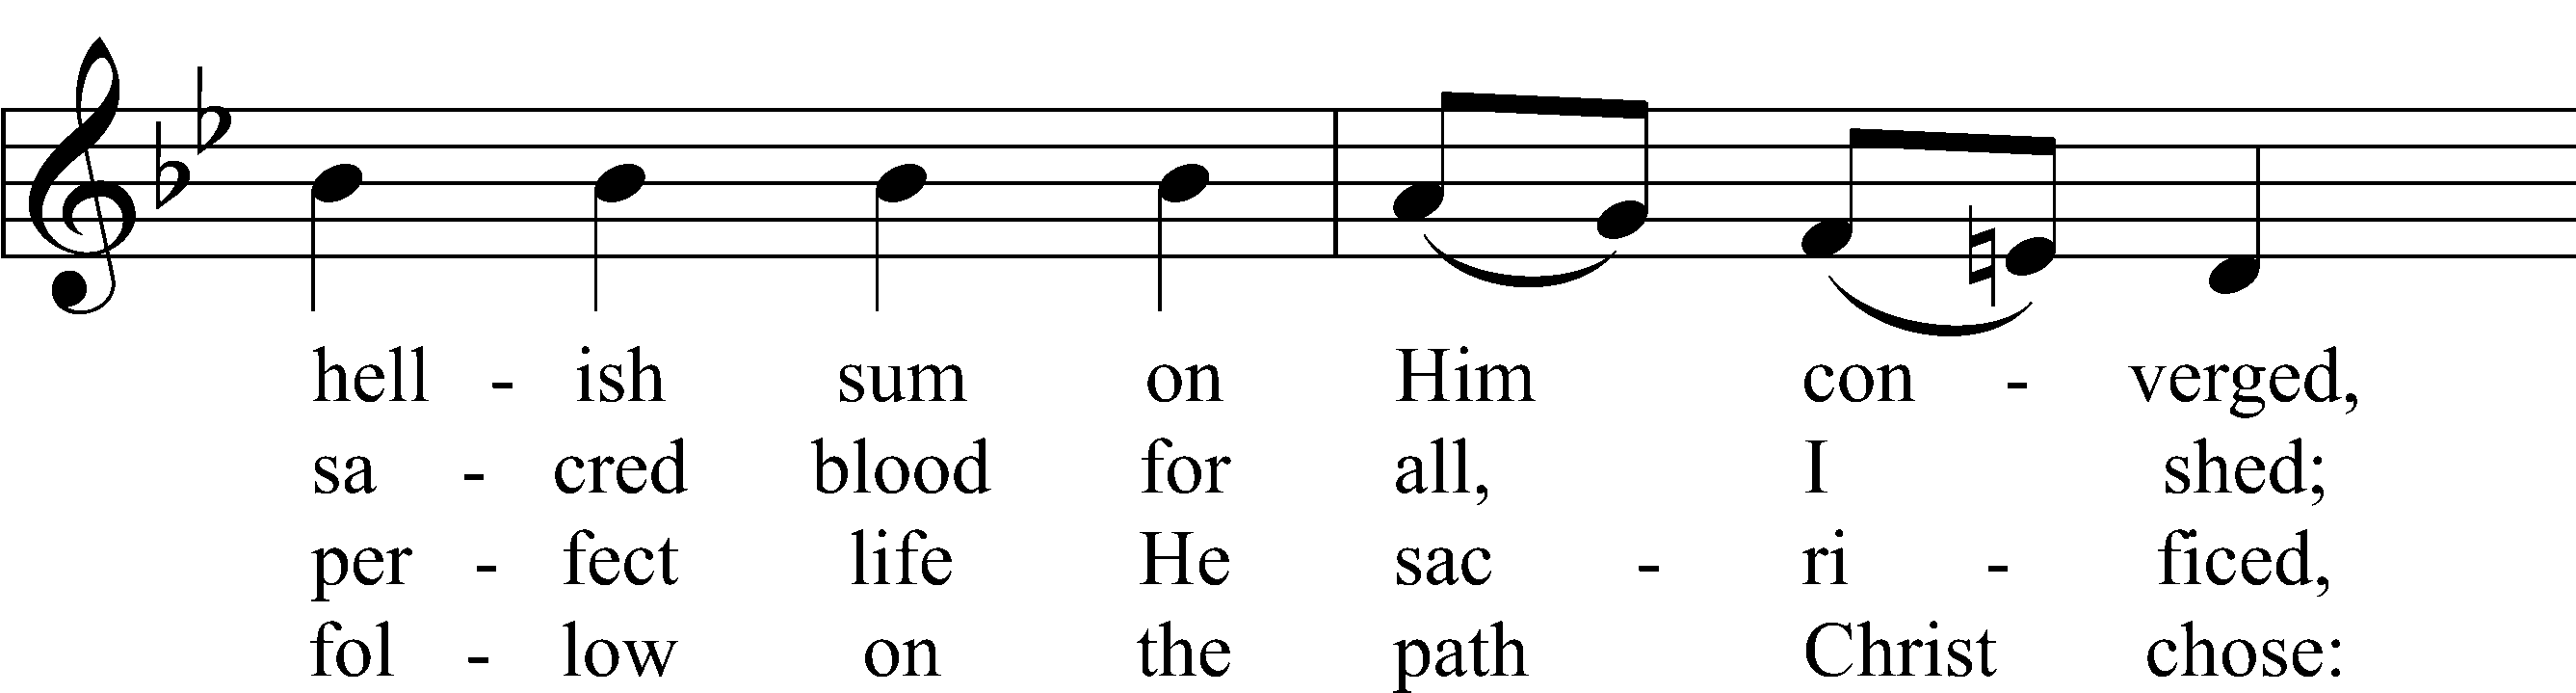 hell - ish sum on Him con - verged,
sa - cred blood for all, I shed;
per - fect life He sac - ri - ficed,
fol - low on the path Christ chose: